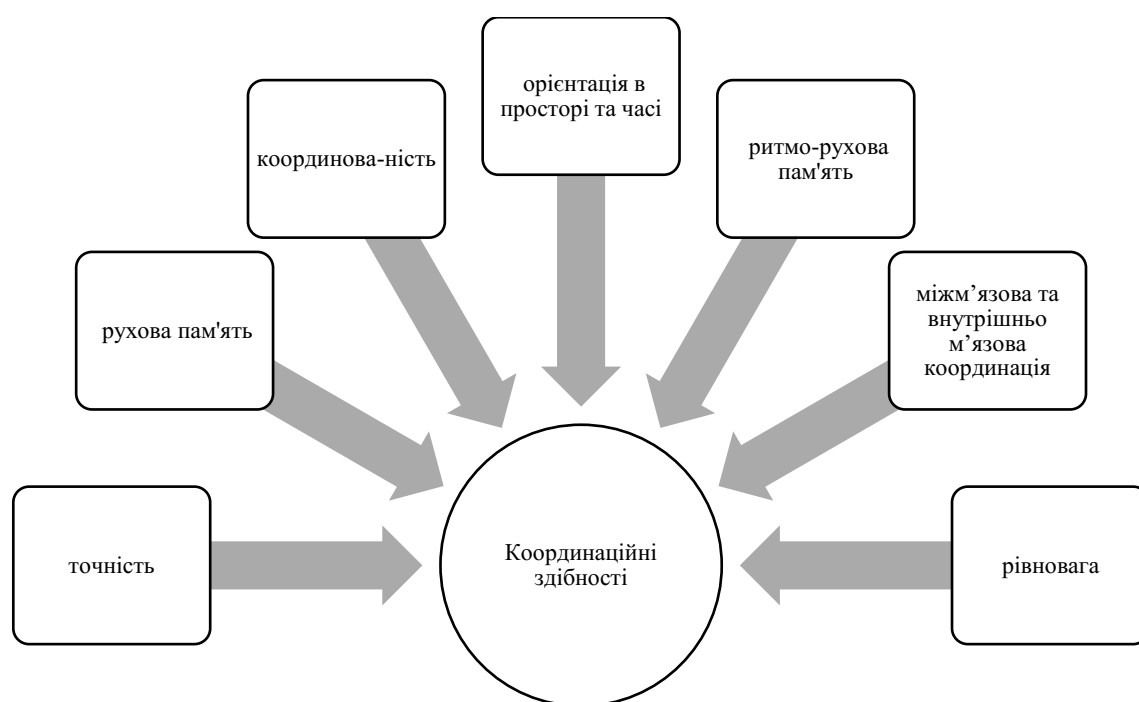 орієнтація в
просторі та часі
координова-ність
ритмо-рухова
пам'ять
рухова пам'ять
міжм’язова та
внутрішньо
м’язова
координація
точність
Координаційні
здібності
рівновага